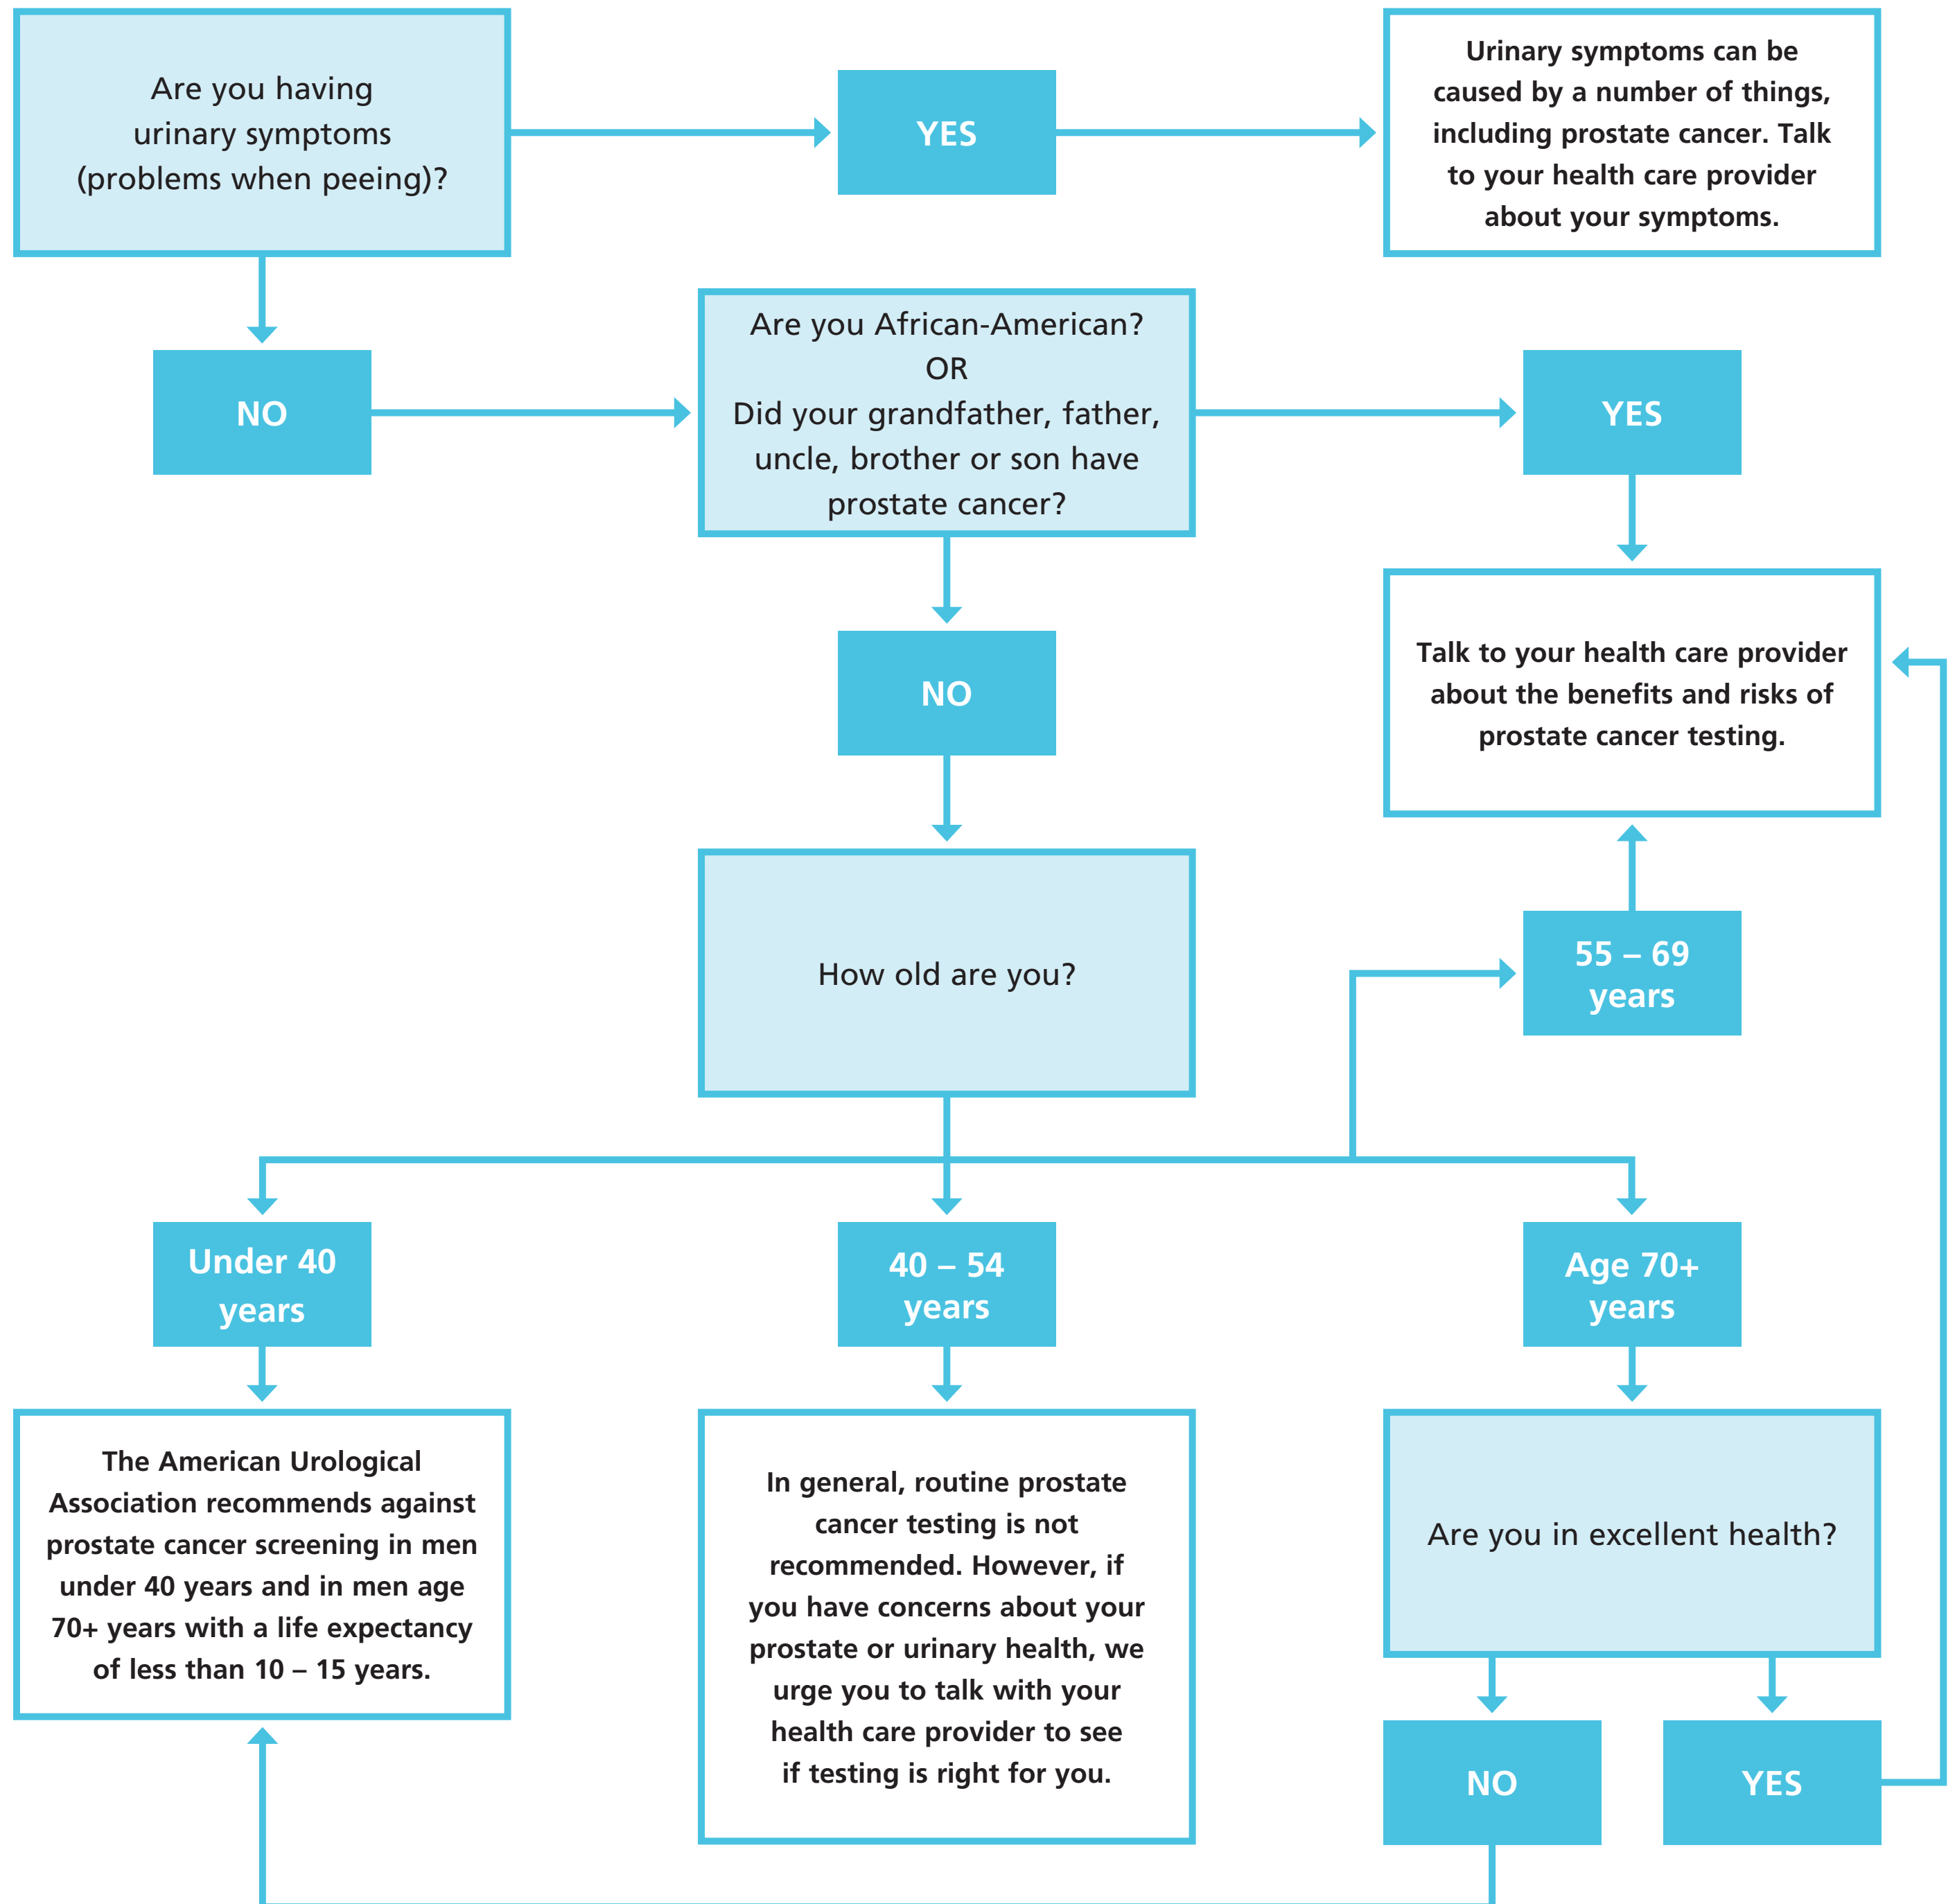 Are you having
urinary symptoms
(problems when peeing)?
YES
Urinary symptoms can be
caused by a number of things,
including prostate cancer. Talk
to your health care provider
about your symptoms.
NO
Are you African-American?
OR
Did your grandfather, father,
uncle, brother or son have
prostate cancer?
YES
NO
Talk to your health care provider
about the benefits and risks of
prostate cancer testing.
How old are you?
55 – 69
years
Under 40
years
40 – 54
years
Age 70+
years
The American Urological
Association recommends against
prostate cancer screening in men
under 40 years and in men age
70+ years with a life expectancy
of less than 10 – 15 years.
In general, routine prostate
cancer testing is not
recommended. However, if
you have concerns about your
prostate or urinary health, we
urge you to talk with your
health care provider to see
if testing is right for you.
Are you in excellent health?
NO
YES